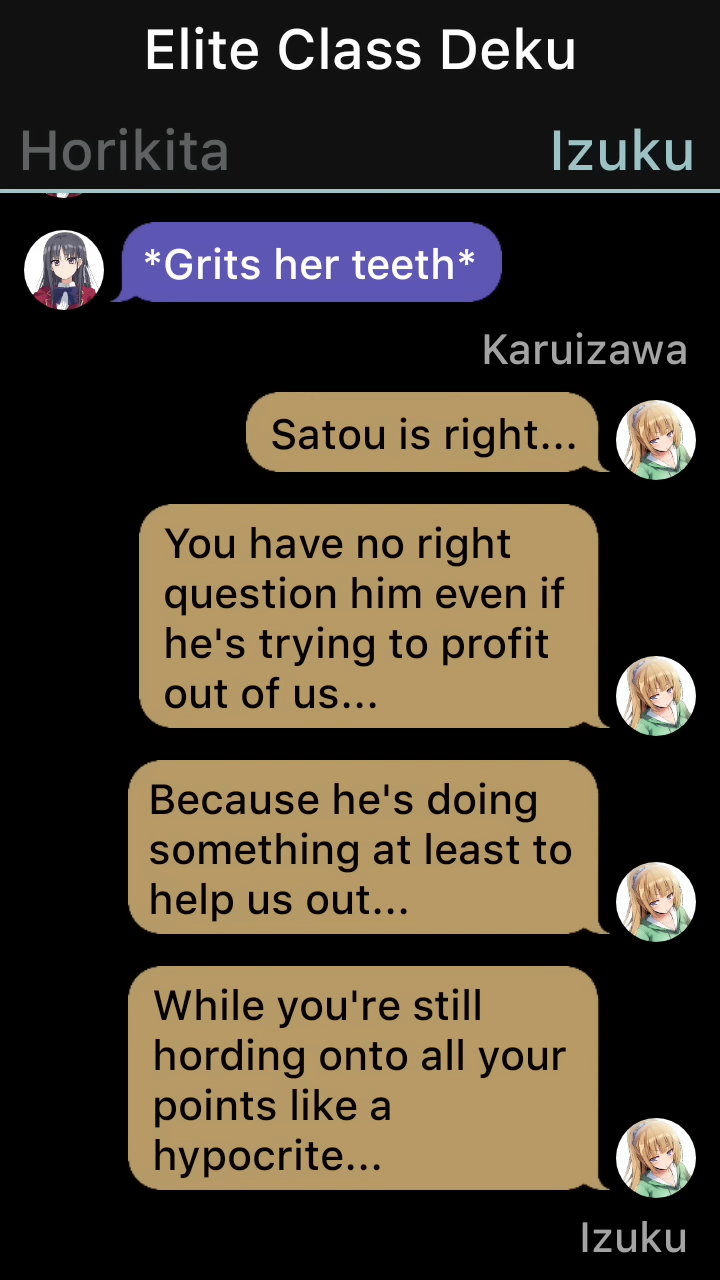 Elite Class Deku
Horikita Izuku
*Grits her teeth*
Karuizawa
Satou is right...
You have no right
question him even if
he's trying to profit
out of us...
Because he's doing
something at least to
help us out...
While you're still
hording onto all your
points like a
hypocrite...
Izuku